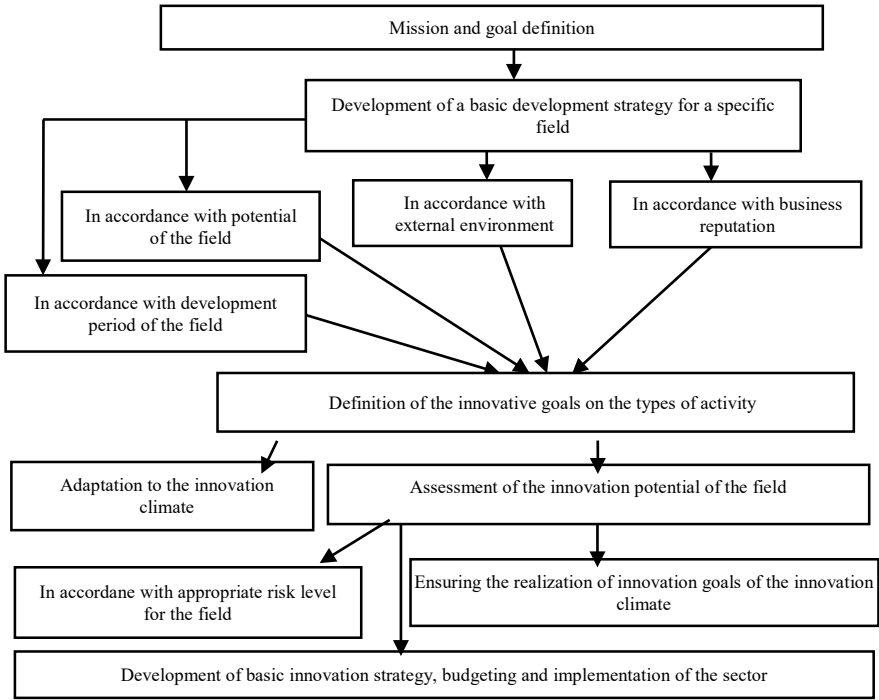 Mission and goal definition
Development of a basic development strategy for a specific
field
In accordance with potential
of the field
In accordance with
external environment
In accordance with business
reputation
In accordance with development
period of the field
Definition of the innovative goals on the types of activity
Adaptation to the innovation
climate
Assessment of the innovation potential of the field
In accordane with appropriate risk level
for the field
Ensuring the realization of innovation goals of the innovation
climate
Development of basic innovation strategy, budgeting and implementation of the sector